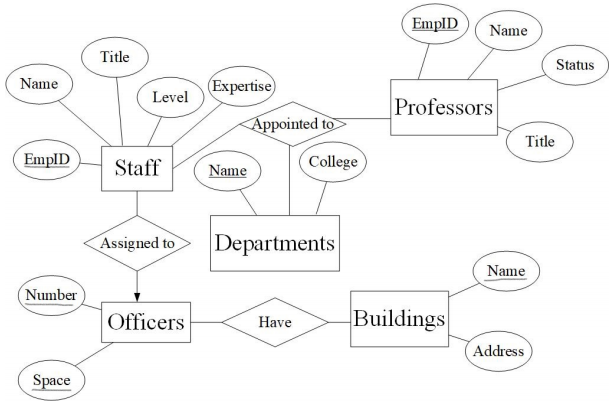 EmpID
Name
Title
Status
Name
Level
Expertise
Professors
Appointed to
Title
EmpID
Staff
Name
College
Assigned to
Departments
Name
Number
Officers
Have
Buildings
Space
Address